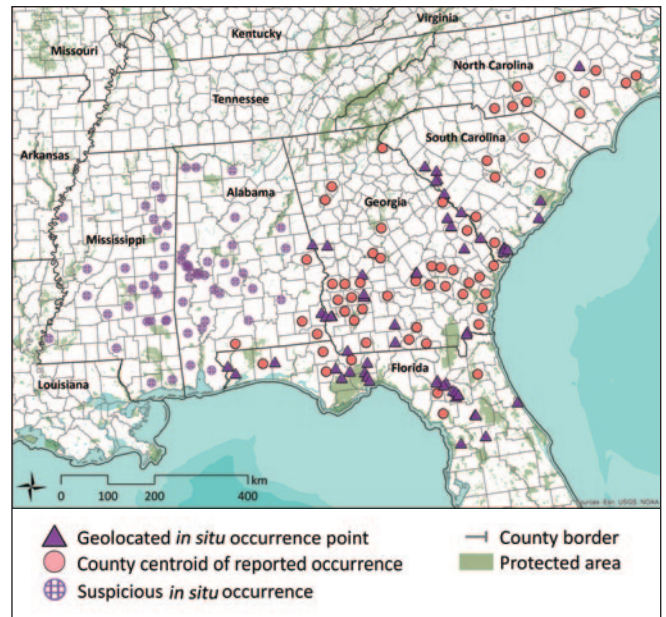 Virginia
Kentucky
Missouri
North Carolina
Tennessee
South Carolina
Arkansas
Alabama
Georgia
Mississippi
Louisiana
Florida
km
0 100 200 400
Sources: Esri, USGS, NOAA
Geolocated in situ occurrence point
County border
County centroid of reported occurrence
Protected area
Suspicious in situ occurrence